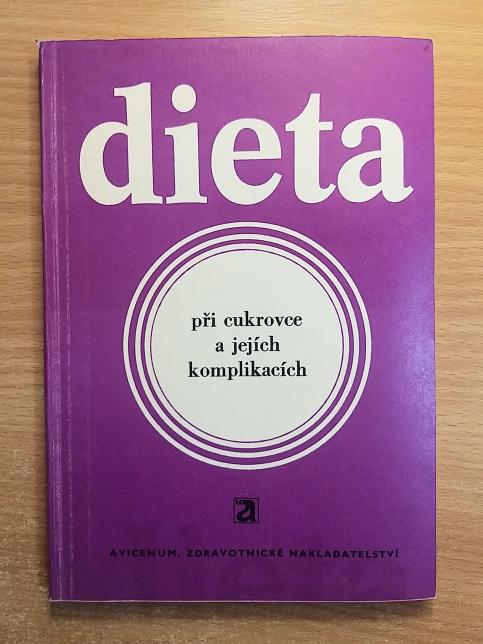 dieta
při cukrovce
a jejích
komplikacích
a
AVICENUM, ZDRAVOTNICKÉ NAKLADATELSTVÍ